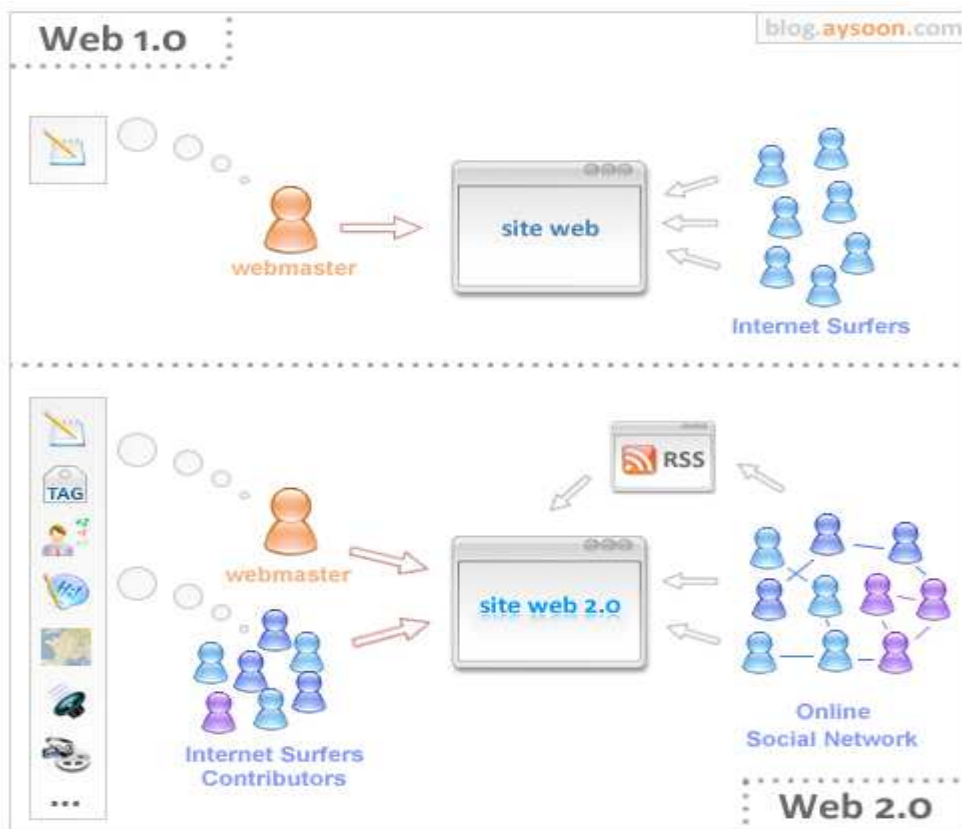 Web 1.0
blog.aysoon.com
site web
webmaster
Internet Surfers
RSS
TAG
Hi!
webmaster
site web 2.0
Internet Surfers
Contributors
Online
Social Network
...
Web 2.0